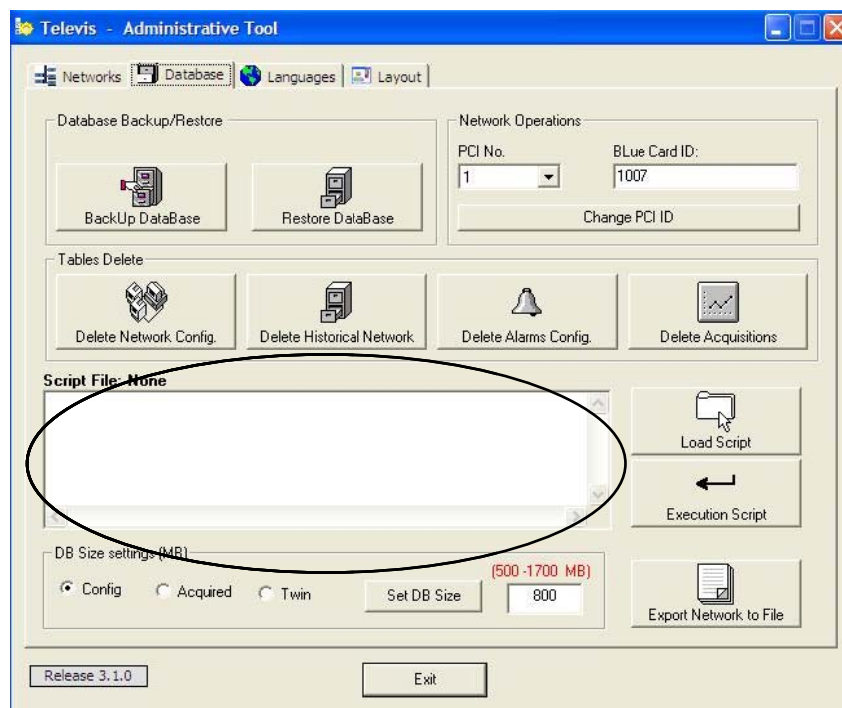 Televis - Administrative Tool
Networks Database Languages Layout
Database Backup/Restore
BackUp DataBase
Restore DataBase
Network Operations
PCI No.
BLue Card ID:
1
1007
Change PCI ID
Tables Delete
Delete Network Config.
Delete Historical Network
Delete Alarms Config.
Delete Acquisitions
Script File: None
Load Script
Execution Script
DB Size settings (MB)
(500 -1700 MB)
Config
Acquired
Twin
Set DB Size
800
Export Network to File
Release 3.1.0
Exit